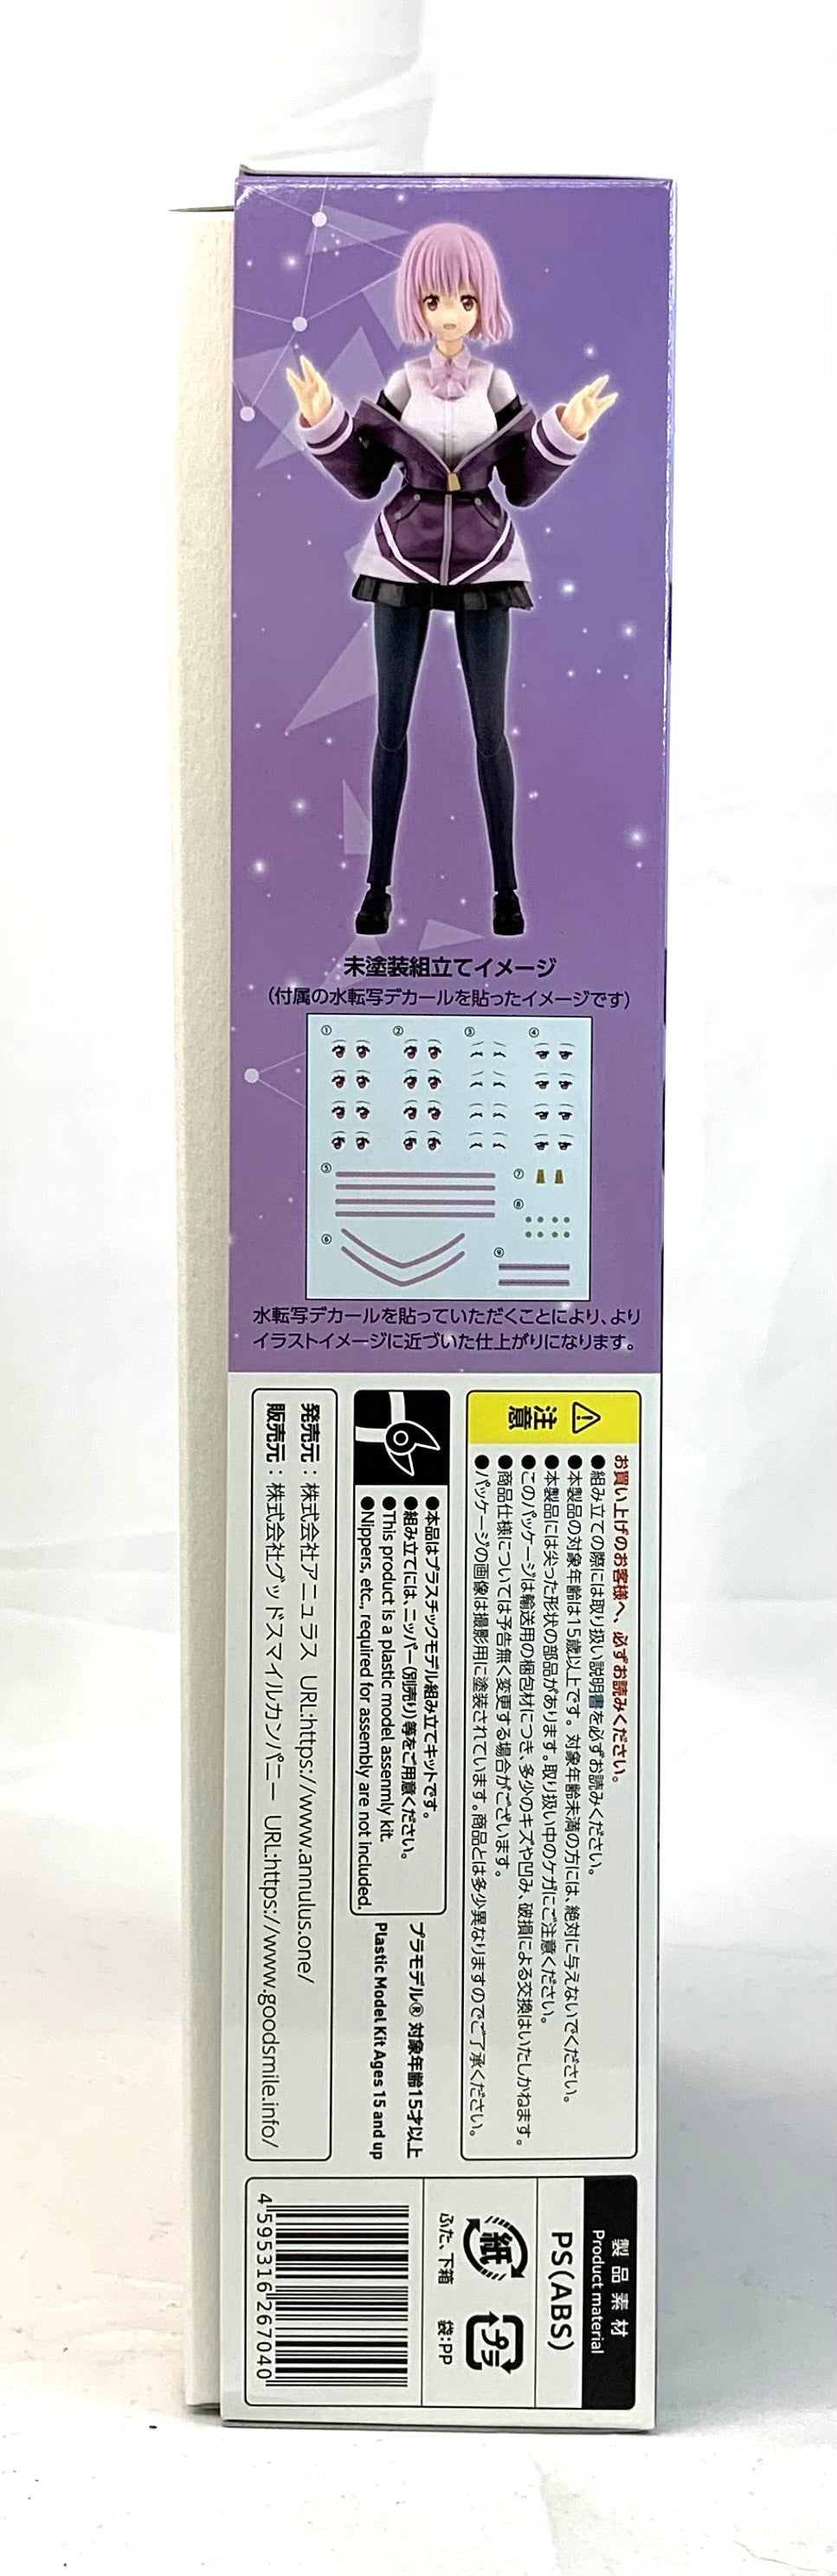 未塗装組立てイメージ
(付属の水転写デカールを貼ったイメージです)
① ② ③ ④
⑤ ⑦
⑧
⑥ ⑨
水転写デカールを貼っていただくことにより、より
イラストイメージに近づいた仕上がりになります。
注意
お買い上げのお客様へ、必ずお読みください。
●組み立ての際には取り扱い説明書を必ずお読みください。
●本製品の対象年齢は15歳以上です。対象年齢未満の方には、絶対に与えないでください。
●本製品には尖った形状の部品があります。取り扱い中のケガにご注意ください。
●このパッケージは輸送用の梱包材につき、多少のキズや凹み、破損による交換はいたしかねます。
●商品仕様については予告無く変更する場合がございます。
●パッケージの画像は撮影用に塗装されています。商品とは多少異なりますのでご了承ください。
●本品はプラスチックモデル組み立てキットです。
●組み立てには、ニッパー(別売り)等をご用意ください。
●This product is a plastic model assenmly kit.
●Nippers, etc., required for assembly are not included.
プラモデル® 対象年齢15才以上
Plastic Model Kit Ages 15 and up
発売元：株式会社アニュラス URL:https://www.annulus.one/
販売元：株式会社グッドスマイルカンパニー URL:https://www.goodsmile.info/
製品素材
Product material
PS(ABS)
紙
プラ
ふた、下箱
袋:PP
4595316267040